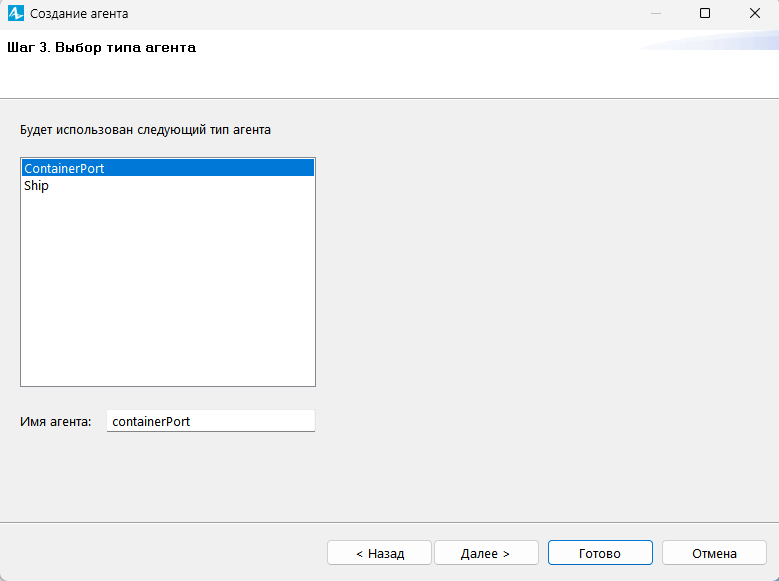 Создание агента
Шаг 3. Выбор типа агента
Будет использован следующий тип агента
ContainerPort
Ship
Имя агента: containerPort
< Назад Далее > Готово Отмена